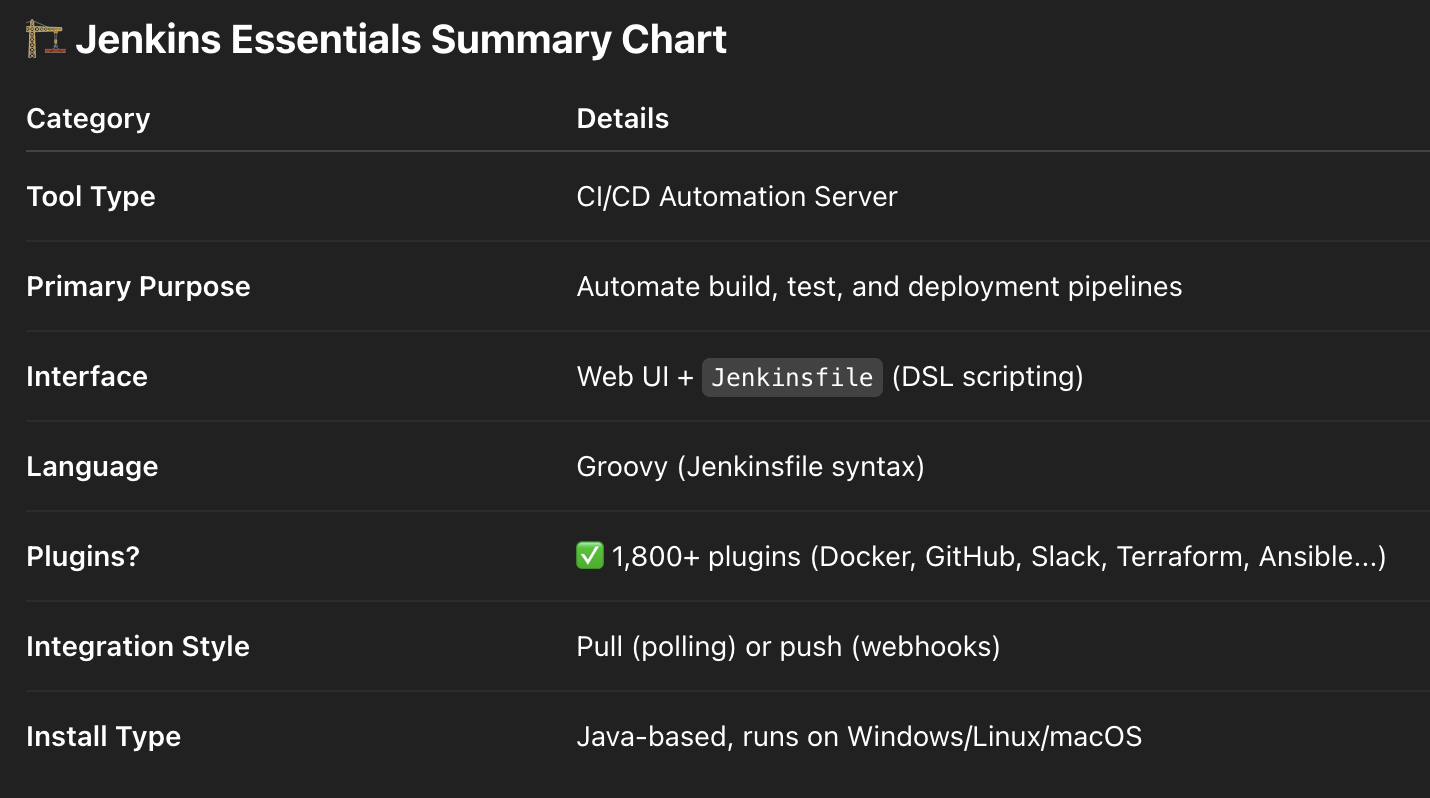 🏗️ Jenkins Essentials Summary Chart
Category Details
Tool Type CI/CD Automation Server
Primary Purpose Automate build, test, and deployment pipelines
Interface Web UI + Jenkinsfile (DSL scripting)
Language Groovy (Jenkinsfile syntax)
Plugins? ✅ 1,800+ plugins (Docker, GitHub, Slack, Terraform, Ansible...)
Integration Style Pull (polling) or push (webhooks)
Install Type Java-based, runs on Windows/Linux/macOS